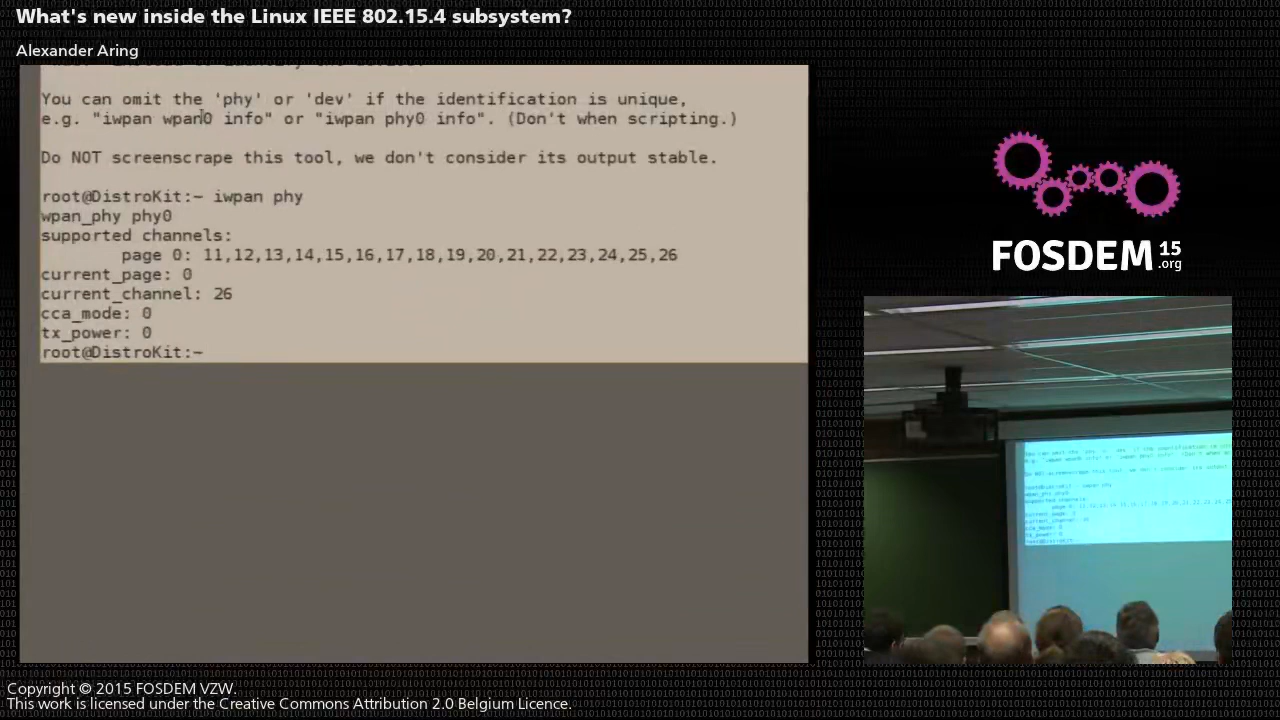 What's new inside the Linux IEEE 802.15.4 subsystem?
Alexander Aring
You can omit the 'phy' or 'dev' if the identification is unique,
e.g. "iwpan wpan0 info" or "iwpan phy0 info". (Don't when scripting.)
Do NOT screenscrape this tool, we don't consider its output stable.
root@DistroKit:~ iwpan phy
wpan_phy phy0
supported channels:
page 0: 11,12,13,14,15,16,17,18,19,20,21,22,23,24,25,26
current_page: 0
current_channel: 26
cca_mode: 0
tx_power: 0
root@DistroKit:~
FOSDEM 15
.org
Copyright © 2015 FOSDEM VZW.
This work is licensed under the Creative Commons Attribution 2.0 Belgium Licence.